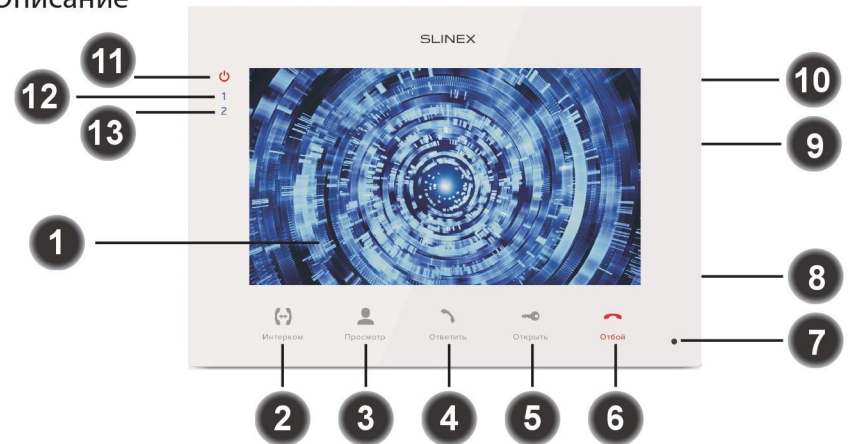 Описание
SLINEX
11
10
12
1
13
2
9
1
8
Интерком
Просмотр
Ответить
Открыть
Отбой
7
2
3
4
5
6